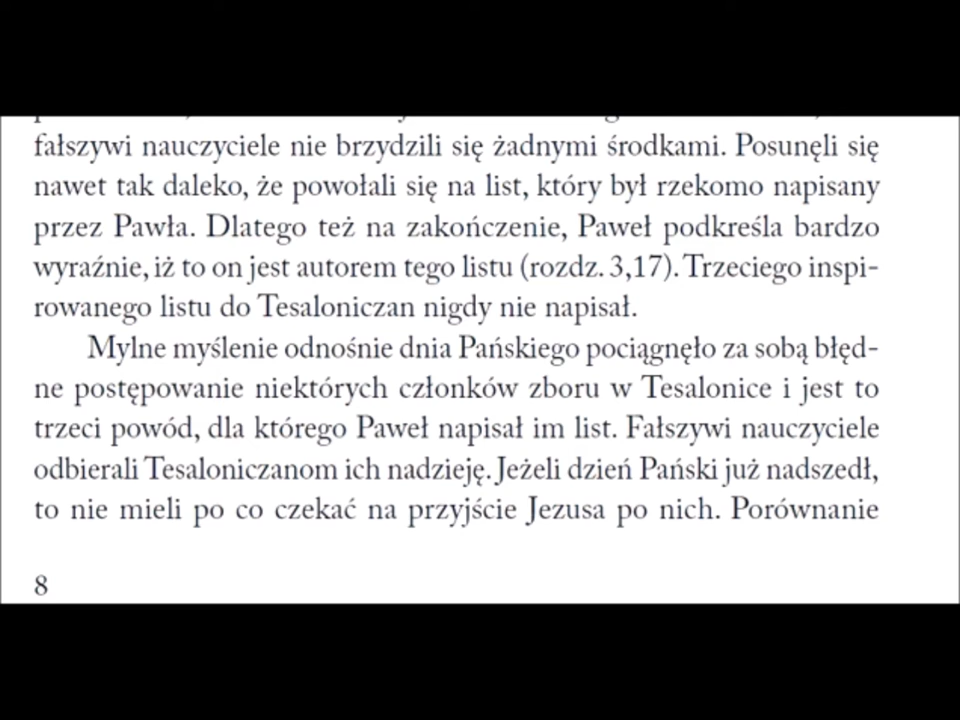 fałszywi nauczyciele nie brzydzili się żadnymi środkami. Posunęli się
nawet tak daleko, że powołali się na list, który był rzekomo napisany
przez Pawła. Dlatego też na zakończenie, Paweł podkreśla bardzo
wyraźnie, iż to on jest autorem tego listu (rozdz. 3,17). Trzeciego inspi-
rowanego listu do Tesaloniczan nigdy nie napisał.
Mylne myślenie odnośnie dnia Pańskiego pociągnęło za sobą błęd-
ne postępowanie niektórych członków zboru w Tesalonice i jest to
trzeci powód, dla którego Paweł napisał im list. Fałszywi nauczyciele
odbierali Tesaloniczanom ich nadzieję. Jeżeli dzień Pański już nadszedł,
to nie mieli po co czekać na przyjście Jezusa po nich. Porównanie
8